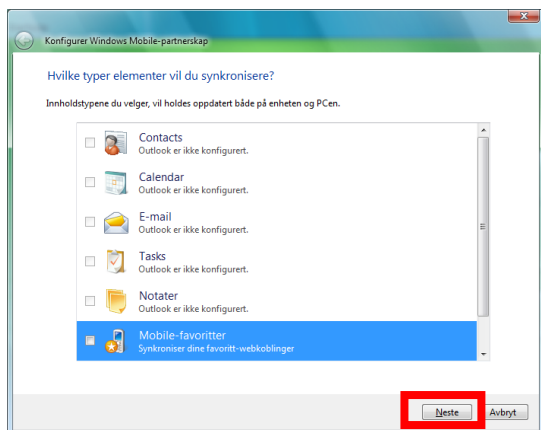 Konfigurer Windows Mobile-partnerskap
Hvilke typer elementer vil du synkronisere?
Innholdstypene du velger, vil holdes oppdatert både på enheten og PCen.
Contacts
Outlook er ikke konfigurert.
Calendar
Outlook er ikke konfigurert.
E-mail
Outlook er ikke konfigurert.
Tasks
Outlook er ikke konfigurert.
Notater
Outlook er ikke konfigurert.
Mobile-favoritter
Synkroniser dine favoritt-webkoblinger
Neste Avbryt